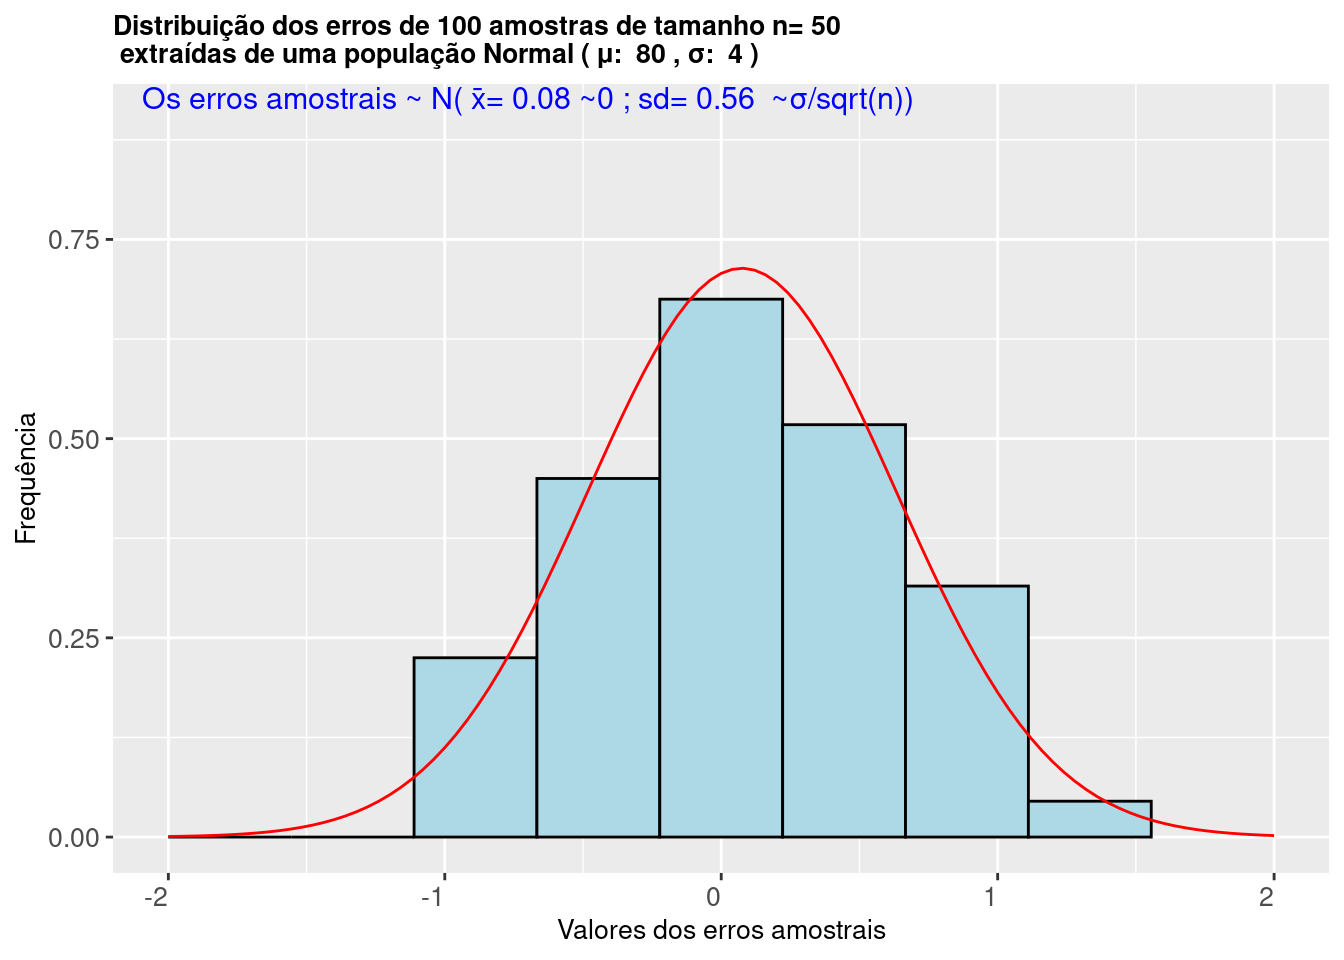 Distribuição dos erros de 100 amostras de tamanho n= 50
extraídas de uma população Normal ( μ:  80 , σ:  4 )
Os erros amostrais ~ N( x̄= 0.08 ~0 ; sd= 0.56  ~σ/sqrt(n))
Frequência
0.75
0.50
0.25
0.00
-2 -1 0 1 2
Valores dos erros amostrais